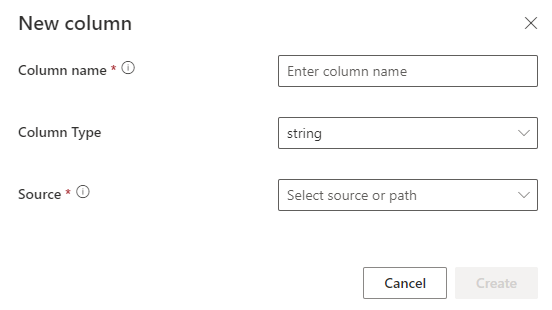 New column
Column name * Enter column name
Column Type string
Source * Select source or path
Cancel Create